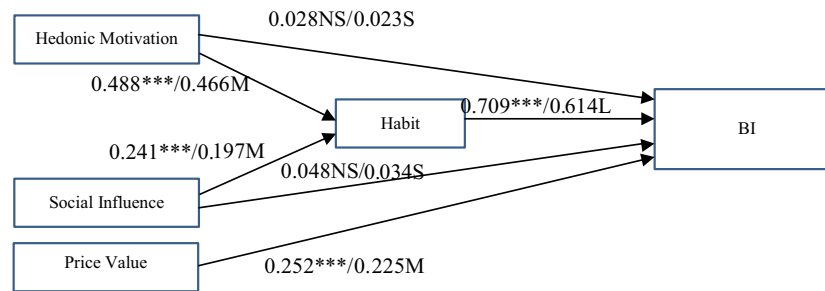 0.028NS/0.023S
Hedonic Motivation
0.488***/0.466M
0.709***/0.614L
Habit
BI
0.241***/0.197M
0.048NS/0.034S
Social Influence
Price Value
0.252***/0.225M